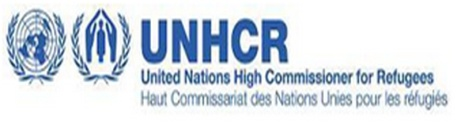 UNHCR
United Nations High Commissioner for Refugees
Haut Commissariat des Nations Unies pour les réfugiés